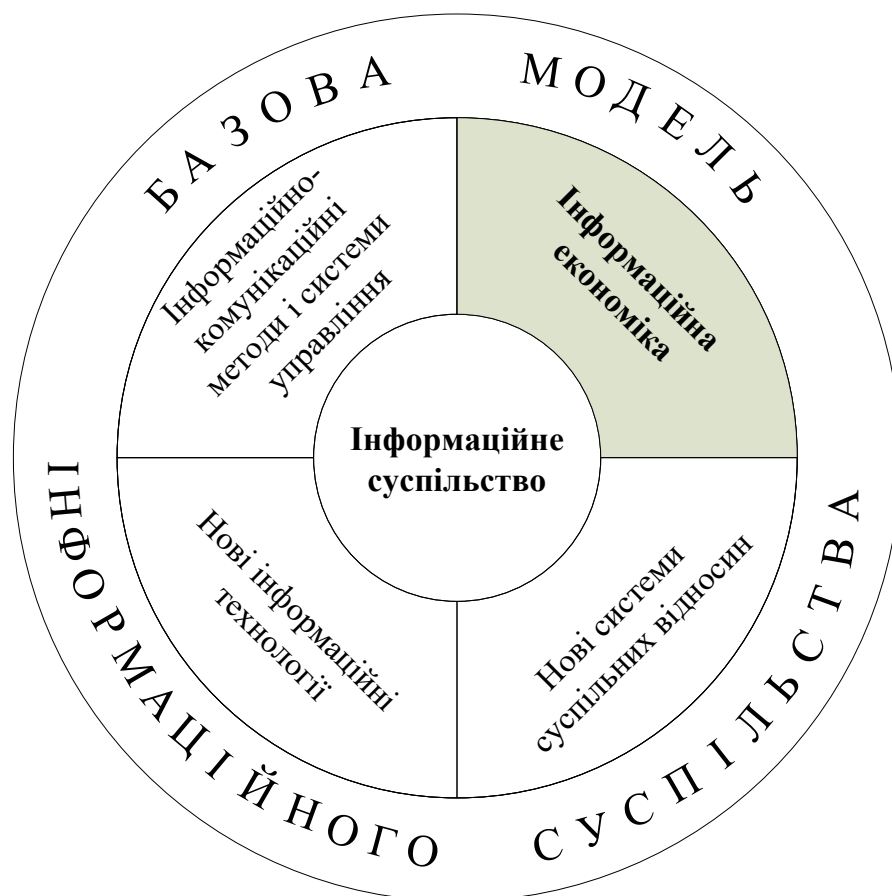 БАЗОВА МОДЕЛЬ
ІНФОРМАЦІЙНОГО СУСПІЛЬСТВА
Інформаційно-
комунікаційні
методи і системи
управління
Інформаційна
економіка
Інформаційне
суспільство
Нові інформаційні
технології
Нові системи
суспільних відносин